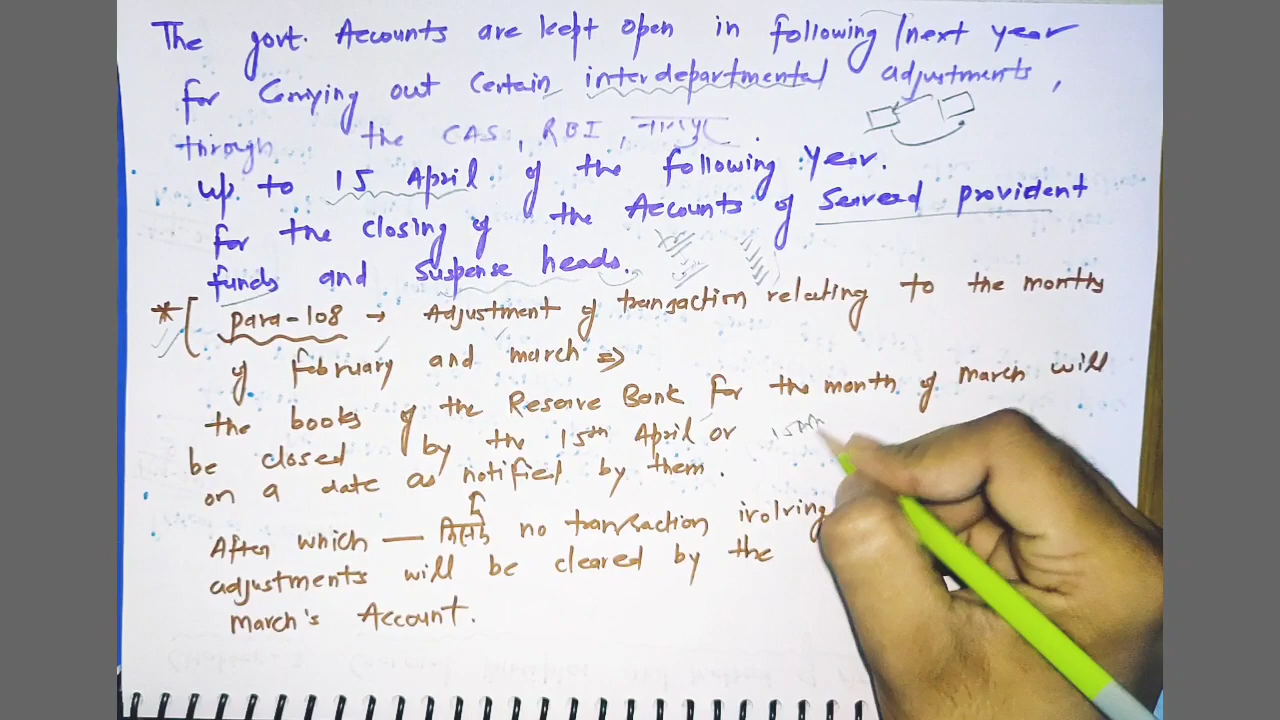 The govt. Accounts are kept open in following / next year
for carrying out certain interdepartmental adjustments,
through the CAS, RBI, .
up to 15 April of the following year.
for the closing of the Accounts of Several provident
funds and suspense heads.
* [ para-108 → Adjustment of transaction relating to the months
of february and march ⇒
the books of the Reserve Bank for the month of march will
be closed by the 15th April or 15th
on a date as notified by them.
After which — no transaction ivolving
adjustments will be cleared by the
march's Account.